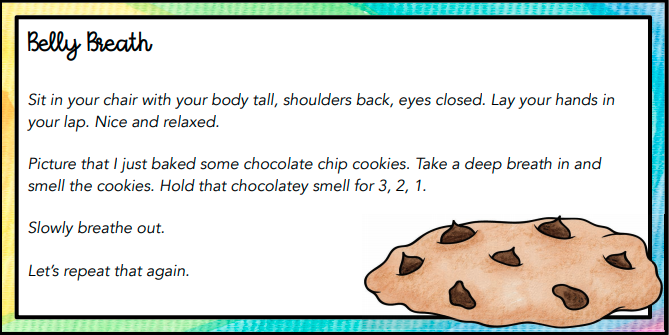 Belly Breath
Sit in your chair with your body tall, shoulders back, eyes closed. Lay your hands in
your lap. Nice and relaxed.
Picture that I just baked some chocolate chip cookies. Take a deep breath in and
smell the cookies. Hold that chocolatey smell for 3, 2, 1.
Slowly breathe out.
Let's repeat that again.